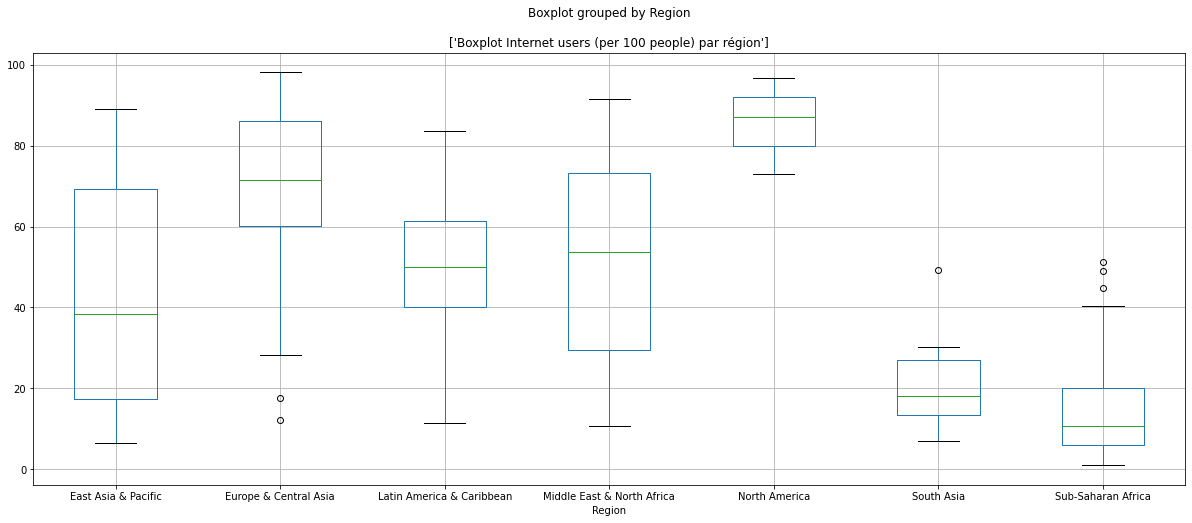 Boxplot grouped by Region
['Boxplot Internet users (per 100 people) par région']
100
80
60
40
20
0
East Asia & Pacific
Europe & Central Asia
Latin America & Caribbean
Middle East & North Africa
North America
South Asia
Sub-Saharan Africa
Region